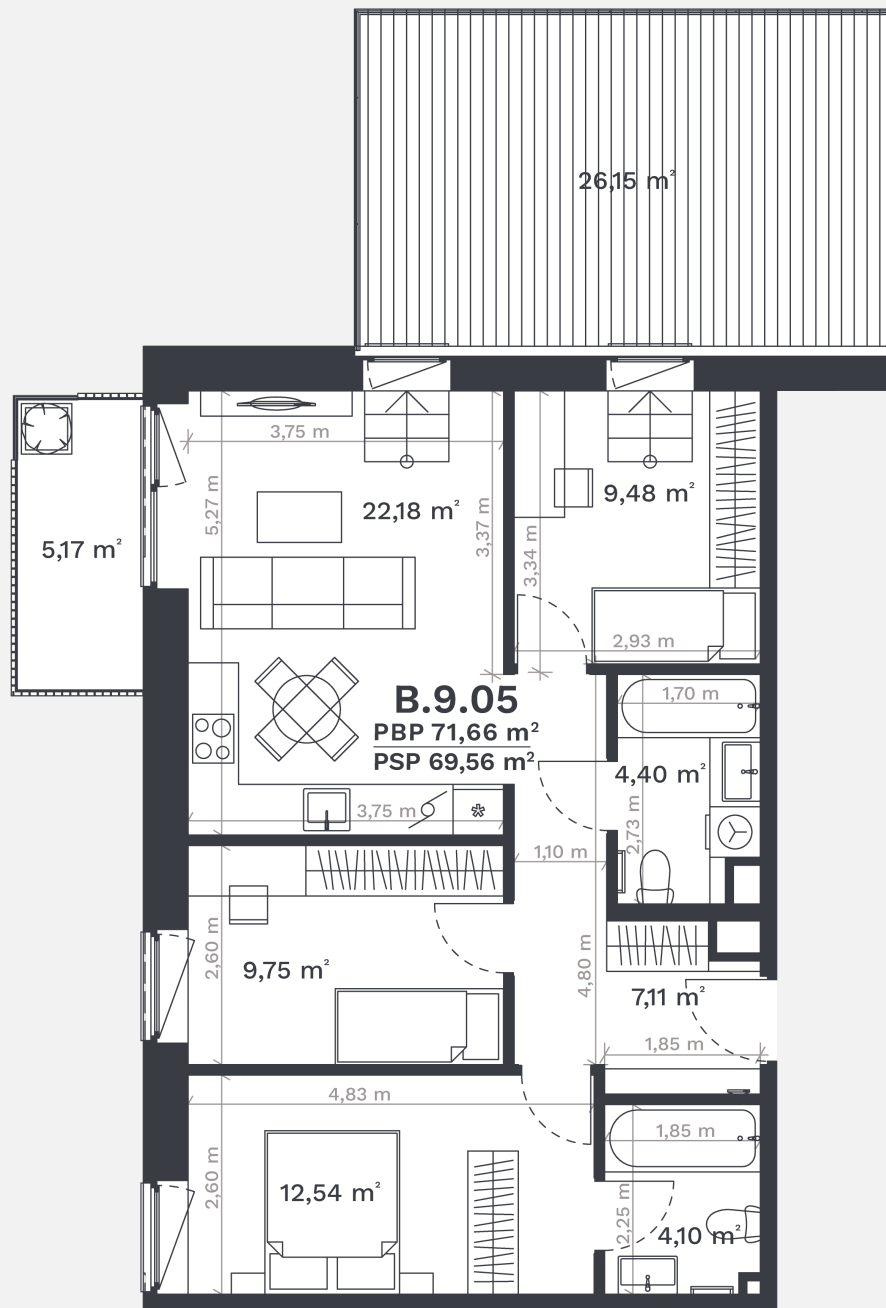 26,15 m²
3,75 m
5,27 m
22,18 m²
3,37 m
9,48 m²
3,34 m
5,17 m²
2,93 m
B.9.05
PBP 71,66 m²
PSP 69,56 m²
1,70 m
4,40 m²
2,73 m
3,75 m
*
1,10 m
2,60 m
9,75 m²
4,80 m
7,11 m²
1,85 m
4,83 m
1,85 m
2,60 m
12,54 m²
2,25 m
4,10 m²